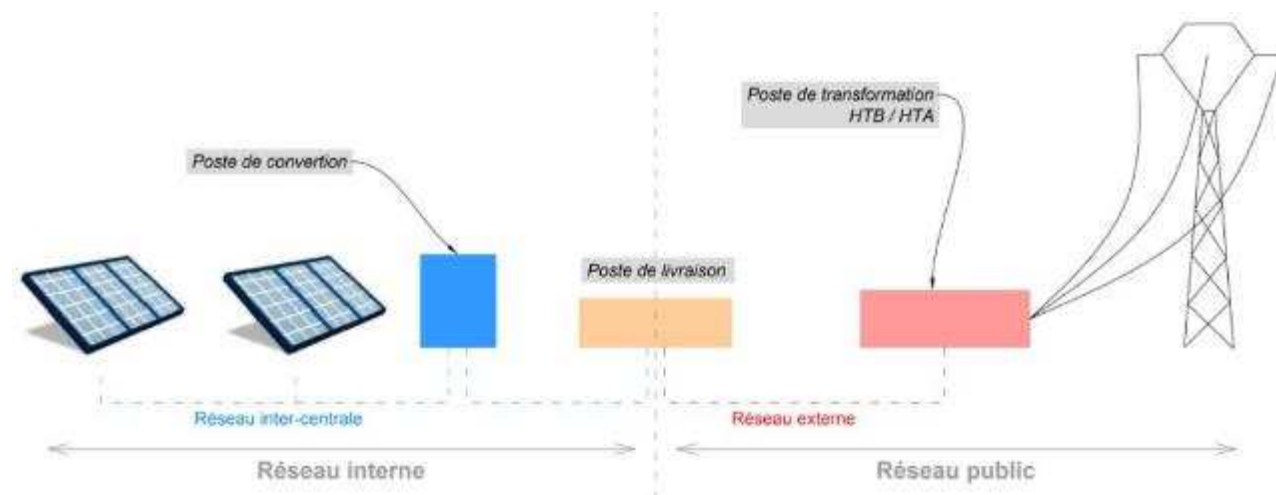 Poste de transformation
HTB / HTA
Poste de convertion
Poste de livraison
Réseau inter-centrale
Réseau externe
Réseau interne
Réseau public